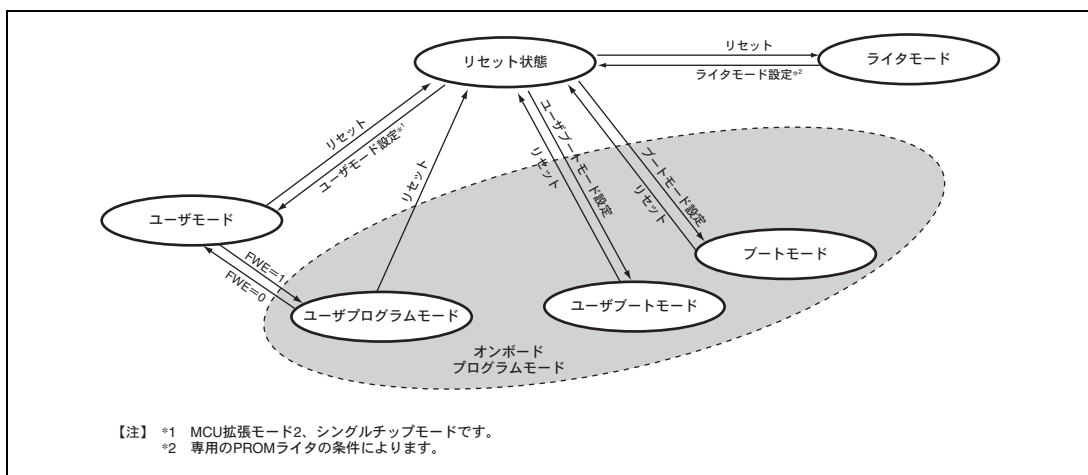 リセット状態
リセット
ライタモード設定*2
ライタモード
リセット
ユーザモード設定*1
リセット
ユーザブートモード設定
リセット
ブートモード設定
リセット
ユーザモード
FWE=1
FWE=0
ブートモード
ユーザブートモード
ユーザプログラムモード
オンボード
プログラムモード
【注】 *1 MCU拡張モード2、シングルチップモードです。
*2 専用のPROMライタの条件によります。